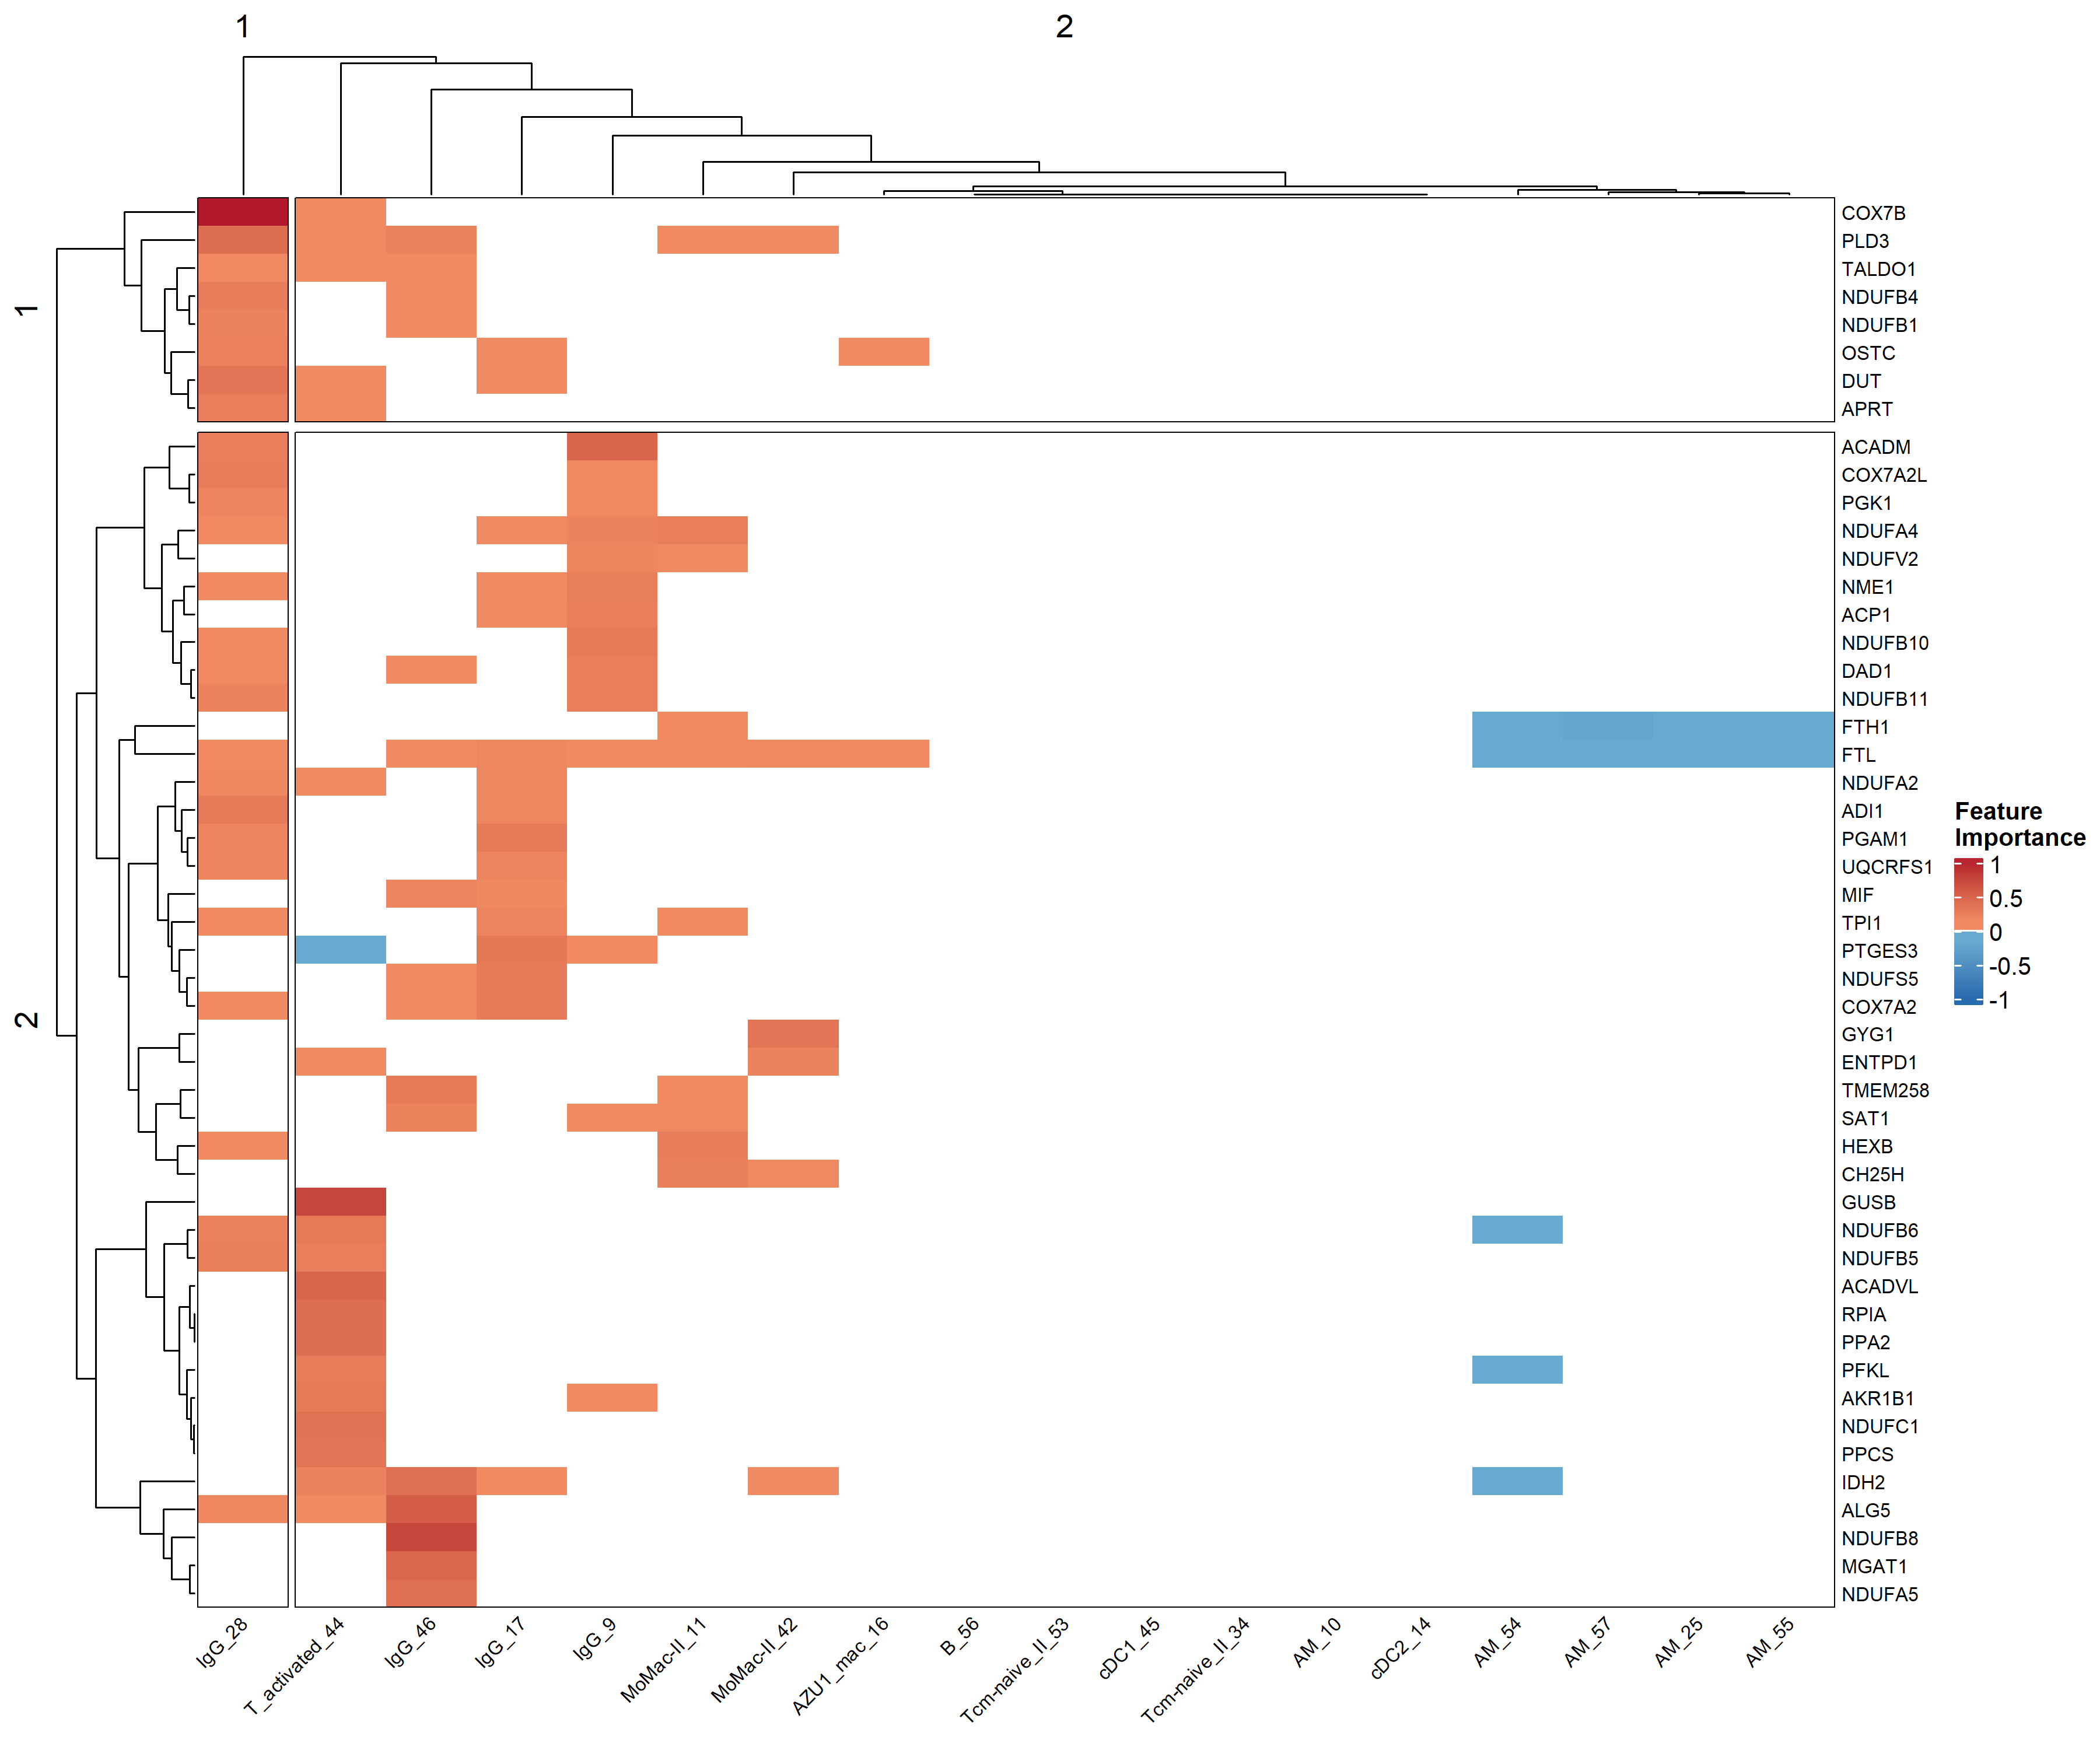 1
2
1
2
COX7B
PLD3
TALDO1
NDUFB4
NDUFB1
OSTC
DUT
APRT
ACADM
COX7A2L
PGK1
NDUFA4
NDUFV2
NME1
ACP1
NDUFB10
DAD1
NDUFB11
FTH1
FTL
NDUFA2
ADI1
PGAM1
UQCRFS1
MIF
TPI1
PTGES3
NDUFS5
COX7A2
GYG1
ENTPD1
TMEM258
SAT1
HEXB
CH25H
GUSB
NDUFB6
NDUFB5
ACADVL
RPIA
PPA2
PFKL
AKR1B1
NDUFC1
PPCS
IDH2
ALG5
NDUFB8
MGAT1
NDUFA5
IgG_28
T_activated_44
IgG_46
IgG_17
IgG_9
MoMac-II_11
MoMac-II_42
AZU1_mac_16
B_56
Tcm-naive_II_53
cDC1_45
Tcm-naive_II_34
AM_10
cDC2_14
AM_54
AM_57
AM_25
AM_55
Feature
Importance
1
0.5
0
-0.5
-1